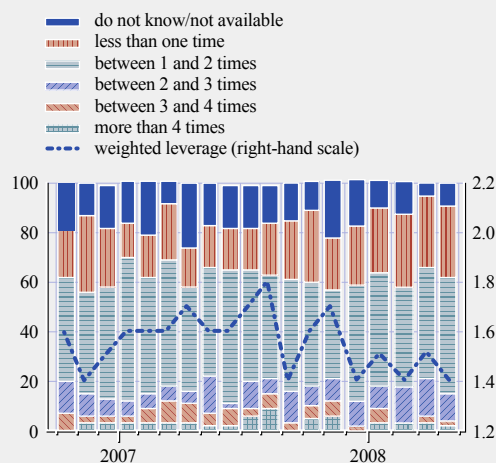 do not know/not available
less than one time
between 1 and 2 times
between 2 and 3 times
between 3 and 4 times
more than 4 times
weighted leverage (right-hand scale)
100 2.2
80 2.0
60 1.8
40 1.6
20 1.4
0 1.2
2007 2008